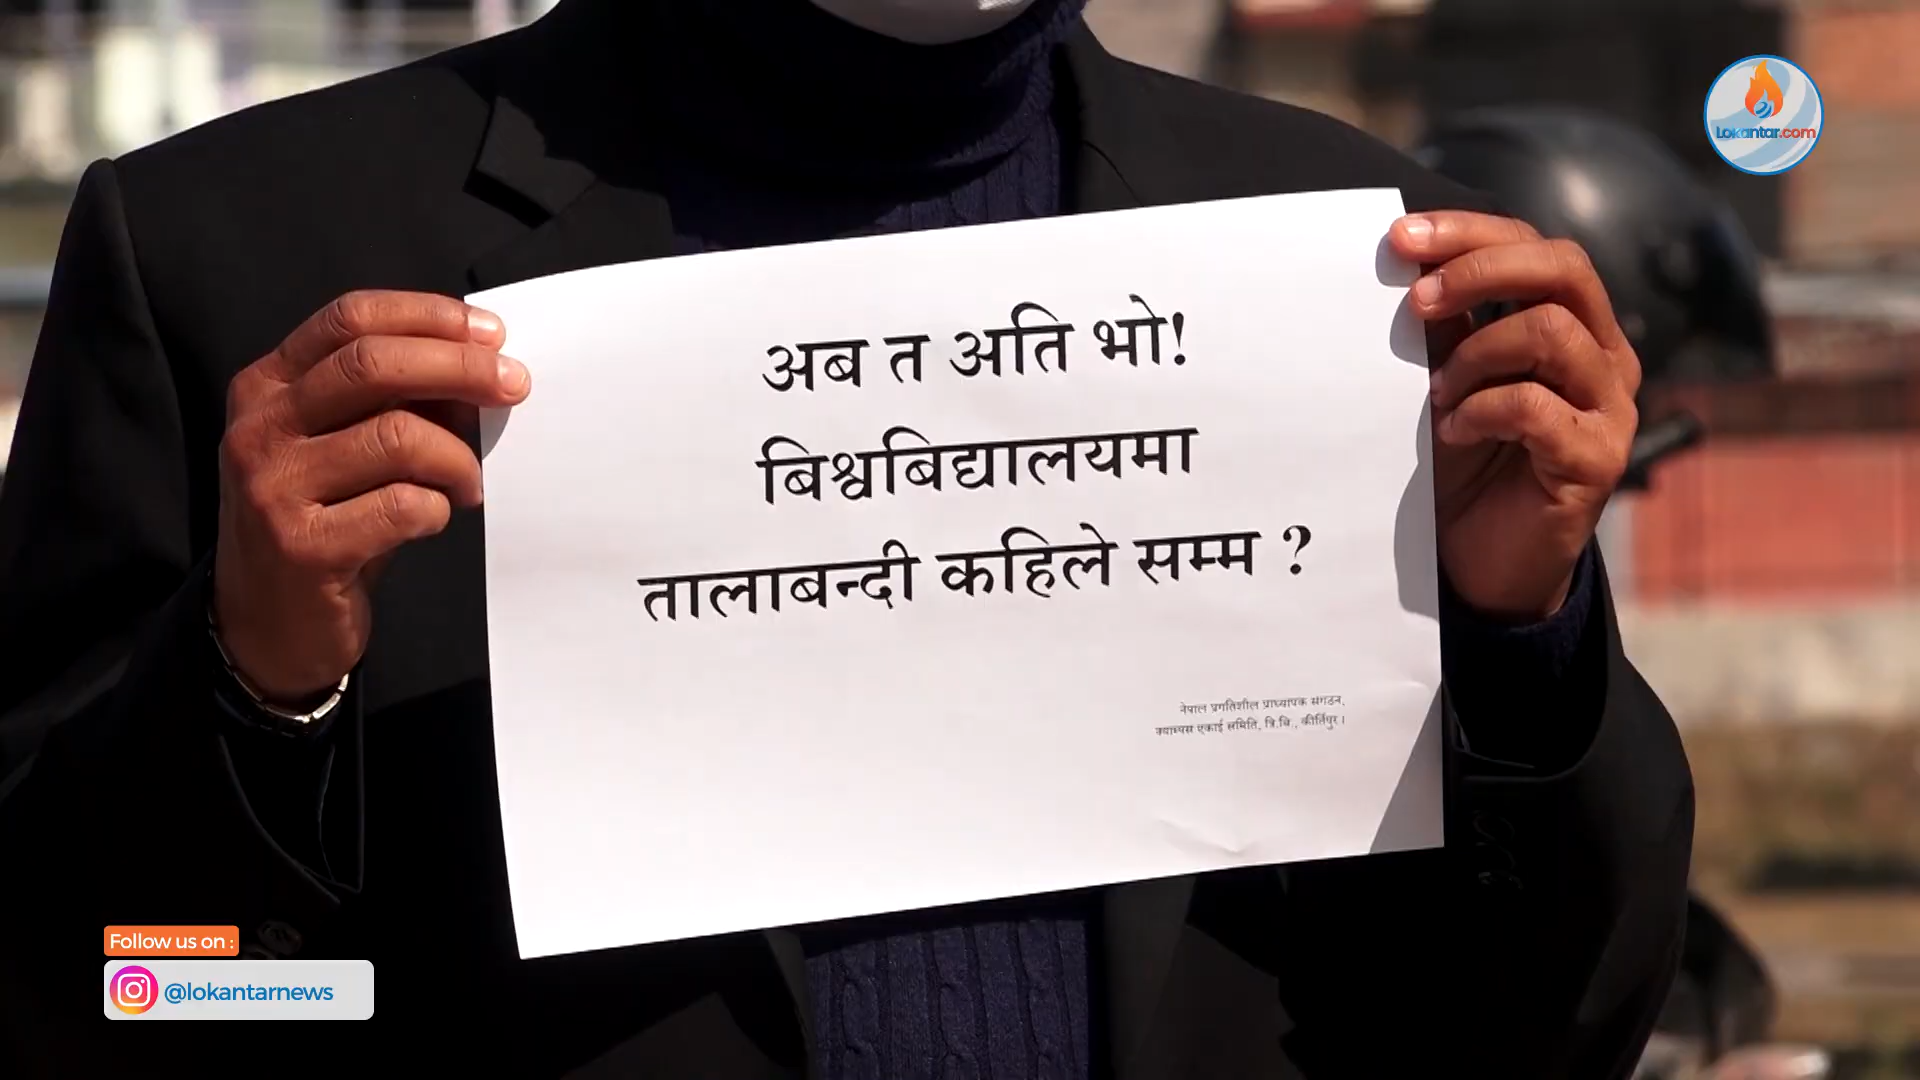 Lokantar.com
अब त अति भो!
बिश्वबिद्यालयमा
तालाबन्दी कहिले सम्म ?
नेपाल प्रगतिशील प्राध्यापक संगठन,
क्याम्पस एकाई समिति, त्रि.बि., कीर्तिपुर ।
Follow us on :
@lokantarnews